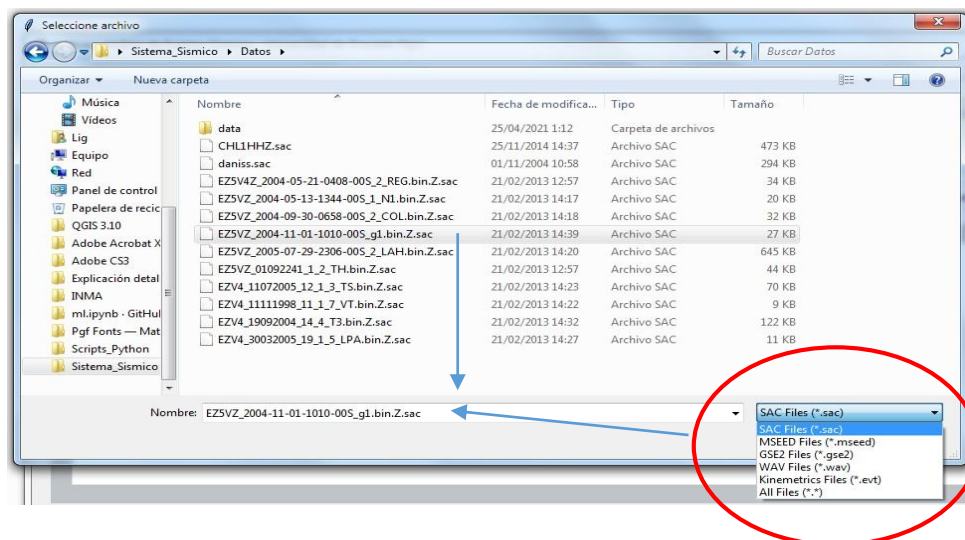 Seleccione archivo
Sistema_Sismico Datos
Buscar Datos
Organizar Nueva carpeta
Nombre Fecha de modifica... Tipo Tamaño
Música
Vídeos
Lig
Equipo
Red
Panel de control
Papelera de recic
QGIS 3.10
Adobe Acrobat X
Adobe CS3
Explicación detal
INMA
ml.ipynb - GitHul
Pgf Fonts — Mat
Scripts_Python
Sistema_Sismico
data 25/04/2021 1:12 Carpeta de archivos
CHL1HHZ.sac 25/11/2014 14:37 Archivo SAC 473 KB
daniss.sac 01/11/2004 10:58 Archivo SAC 294 KB
EZ5V4Z_2004-05-21-0408-00S_2_REG.bin.Z.sac 21/02/2013 12:57 Archivo SAC 34 KB
EZ5VZ_2004-05-13-1344-00S_1_N1.bin.Z.sac 21/02/2013 14:17 Archivo SAC 20 KB
EZ5VZ_2004-09-30-0658-00S_2_COL.bin.Z.sac 21/02/2013 14:18 Archivo SAC 32 KB
EZ5VZ_2004-11-01-1010-00S_g1.bin.Z.sac 21/02/2013 14:39 Archivo SAC 27 KB
EZ5VZ_2005-07-29-2306-00S_2_LAH.bin.Z.sac 21/02/2013 14:20 Archivo SAC 645 KB
EZ5VZ_01092241_1_2_TH.bin.Z.sac 21/02/2013 12:57 Archivo SAC 44 KB
EZV4_11072005_12_1_3_TS.bin.Z.sac 21/02/2013 14:23 Archivo SAC 70 KB
EZV4_11111998_11_1_7_VT.bin.Z.sac 21/02/2013 14:22 Archivo SAC 9 KB
EZV4_19092004_14_4_T3.bin.Z.sac 21/02/2013 14:32 Archivo SAC 122 KB
EZV4_30032005_19_1_5_LPA.bin.Z.sac 21/02/2013 14:27 Archivo SAC 11 KB
Nombre: EZ5VZ_2004-11-01-1010-00S_g1.bin.Z.sac
SAC Files (*.sac)
SAC Files (*.sac)
MSEED Files (*.mseed)
GSE2 Files (*.gse2)
WAV Files (*.wav)
Kinemetrics Files (*.evt)
All Files (*.*)